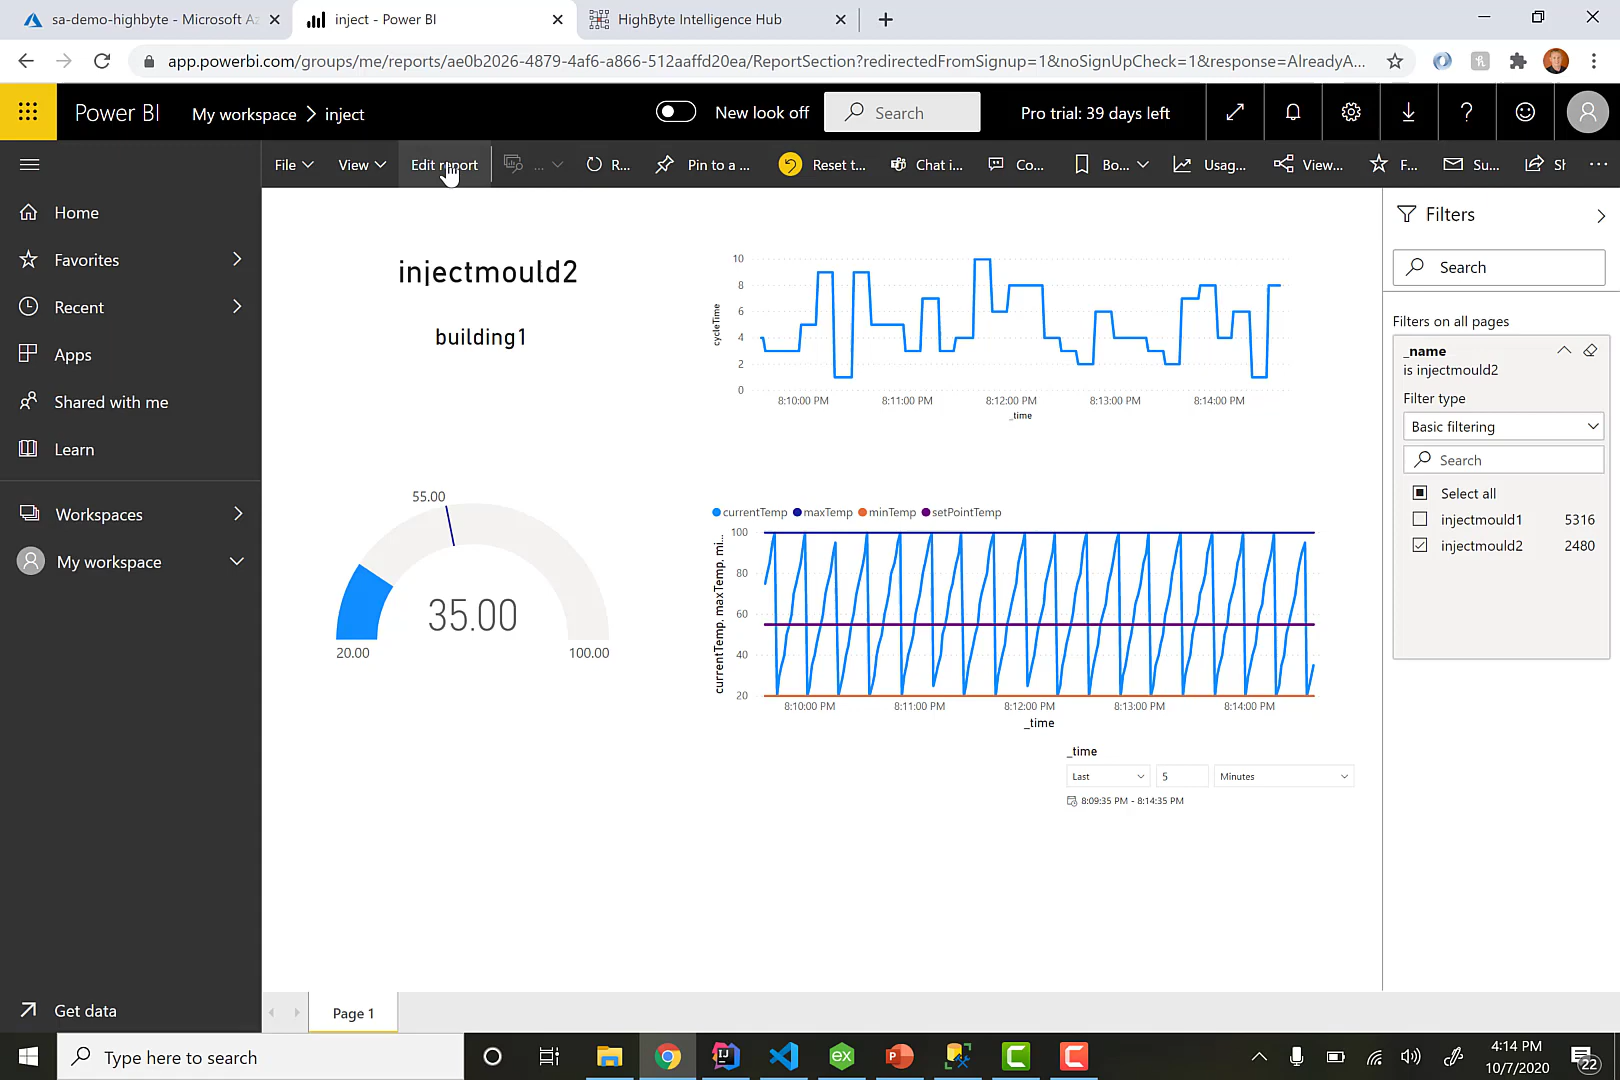 sa-demo-highbyte - Microsoft Az
inject - Power BI
HighByte Intelligence Hub
app.powerbi.com/groups/me/reports/ae0b2026-4879-4af6-a866-512aaffd20ea/ReportSection?redirectedFromSignup=1&noSignUpCheck=1&response=AlreadyA...
Power BI
My workspace > inject
New look off
Search
Pro trial: 39 days left
File
View
Edit report
...
R...
Pin to a ...
Reset t...
Chat i...
Co...
Bo...
Usag...
View...
F...
Su...
Sh
Home
Favorites
Recent
Apps
Shared with me
Learn
Workspaces
My workspace
Get data
injectmould2
building1
10
8
6
4
2
0
cycleTime
8:10:00 PM
8:11:00 PM
8:12:00 PM
8:13:00 PM
8:14:00 PM
_time
55.00
35.00
20.00
100.00
currentTemp
maxTemp
minTemp
setPointTemp
100
80
60
40
20
currentTemp, maxTemp, mi...
8:10:00 PM
8:11:00 PM
8:12:00 PM
8:13:00 PM
8:14:00 PM
_time
_time
Last
5
Minutes
8:09:35 PM - 8:14:35 PM
Filters
Search
Filters on all pages
_name
is injectmould2
Filter type
Basic filtering
Search
Select all
injectmould1 5316
injectmould2 2480
Page 1
Type here to search
ex
4:14 PM
10/7/2020
22